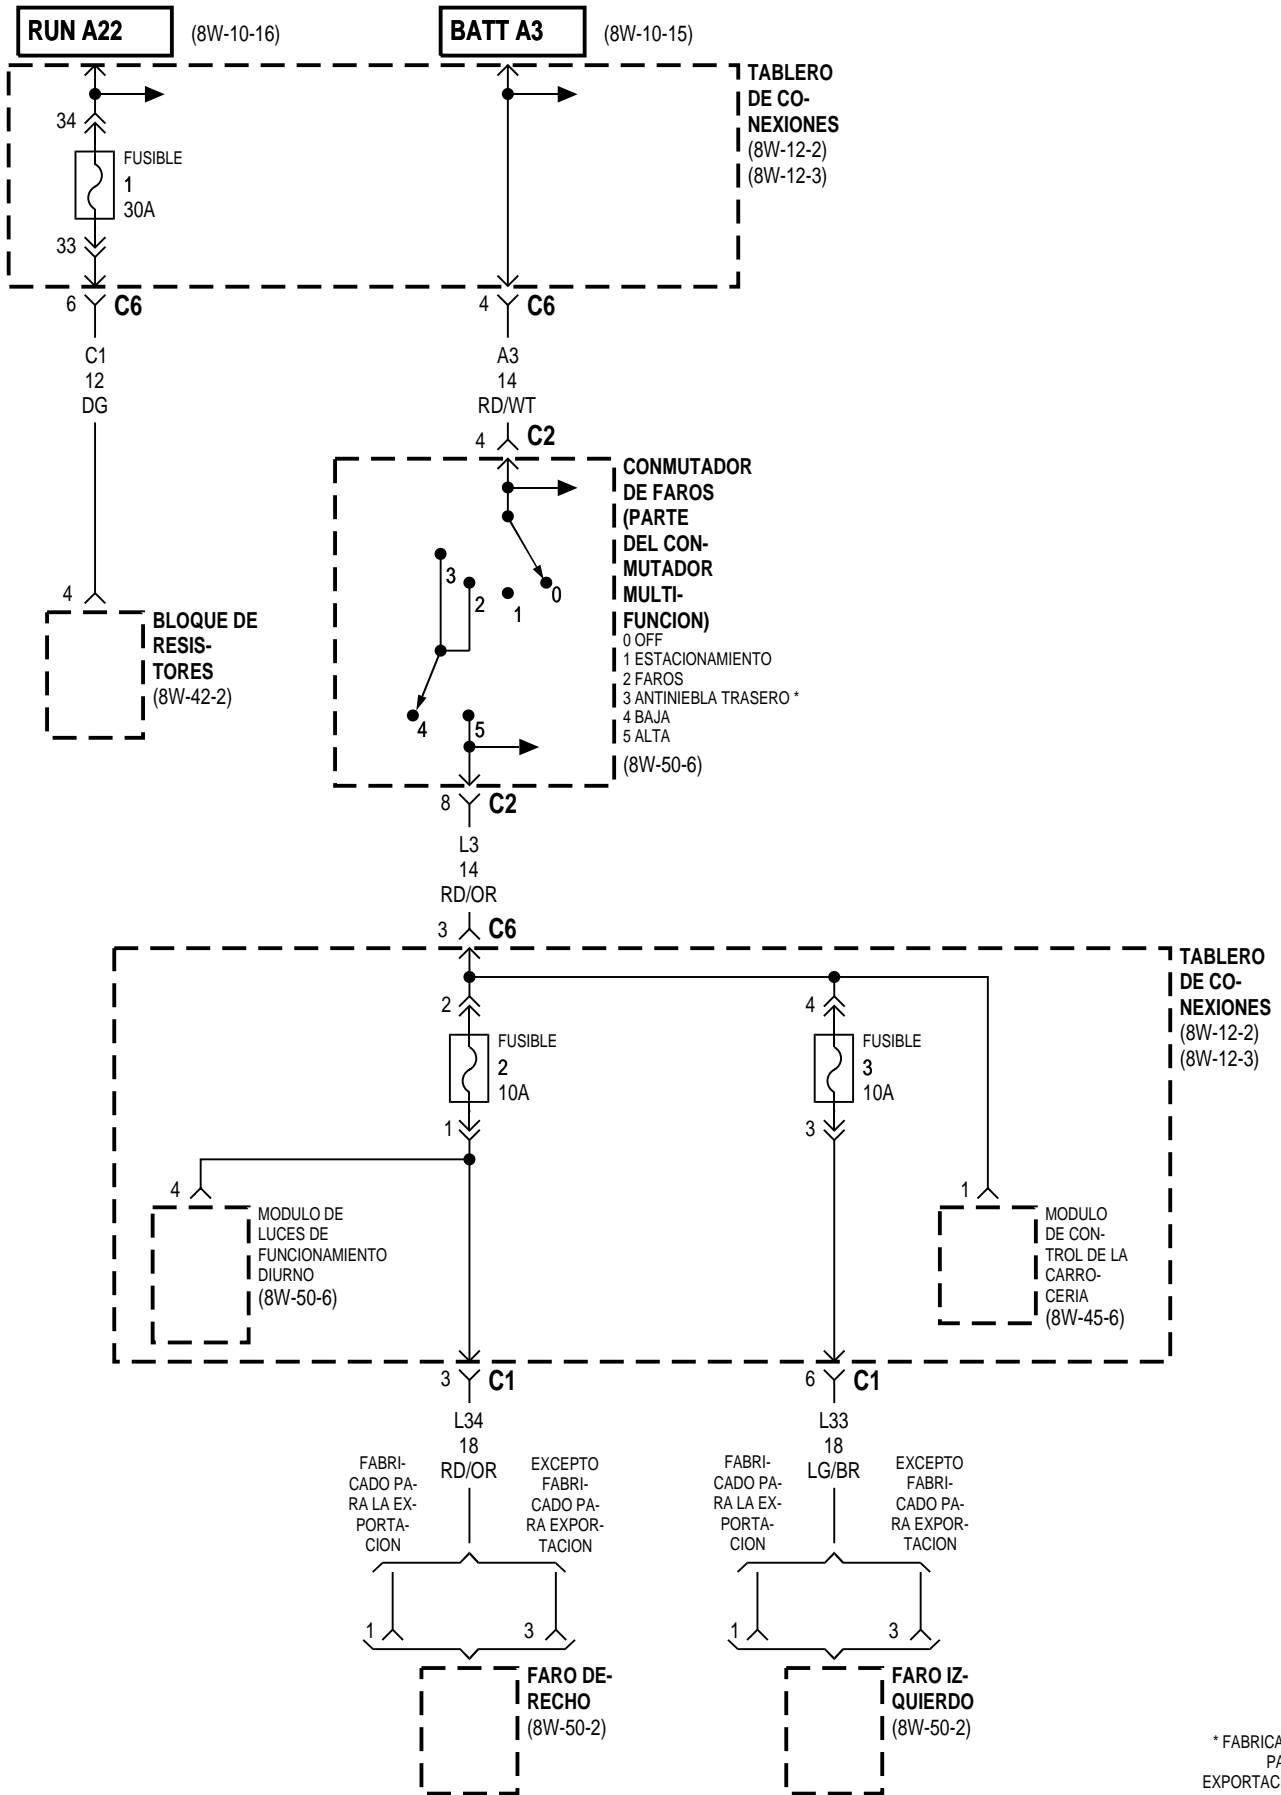 RUN A22
(8W-10-16)
BATT A3
(8W-10-15)
TABLERO
DE CO-
NEXIONES
(8W-12-2)
(8W-12-3)
34
FUSIBLE
1
30A
33
6
C6
4
C6
C1
12
DG
A3
14
RD/WT
4
C2
CONMUTADOR
DE FAROS
(PARTE
DEL CON-
MUTADOR
MULTI-
FUNCION)
0 OFF
1 ESTACIONAMIENTO
2 FAROS
3 ANTINIEBLA TRASERO *
4 BAJA
5 ALTA
(8W-50-6)
3
2
1
0
4
5
4
BLOQUE DE
RESIS-
TORES
(8W-42-2)
8
C2
L3
14
RD/OR
3
C6
TABLERO
DE CO-
NEXIONES
(8W-12-2)
(8W-12-3)
2
FUSIBLE
2
10A
1
4
FUSIBLE
3
10A
3
4
MODULO DE
LUCES DE
FUNCIONAMIENTO
DIURNO
(8W-50-6)
1
MODULO
DE CON-
TROL DE LA
CARRO-
CERIA
(8W-45-6)
3
C1
6
C1
L34
18
RD/OR
L33
18
LG/BR
FABRI-
CADO PA-
RA LA EX-
PORTA-
CION
EXCEPTO
FABRI-
CADO PA-
RA EXPOR-
TACION
FABRI-
CADO PA-
RA LA EX-
PORTA-
CION
EXCEPTO
FABRI-
CADO PA-
RA EXPOR-
TACION
1
3
1
3
FARO DE-
RECHO
(8W-50-2)
FARO IZ-
QUIERDO
(8W-50-2)
* FABRICA
PA
EXPORTAC